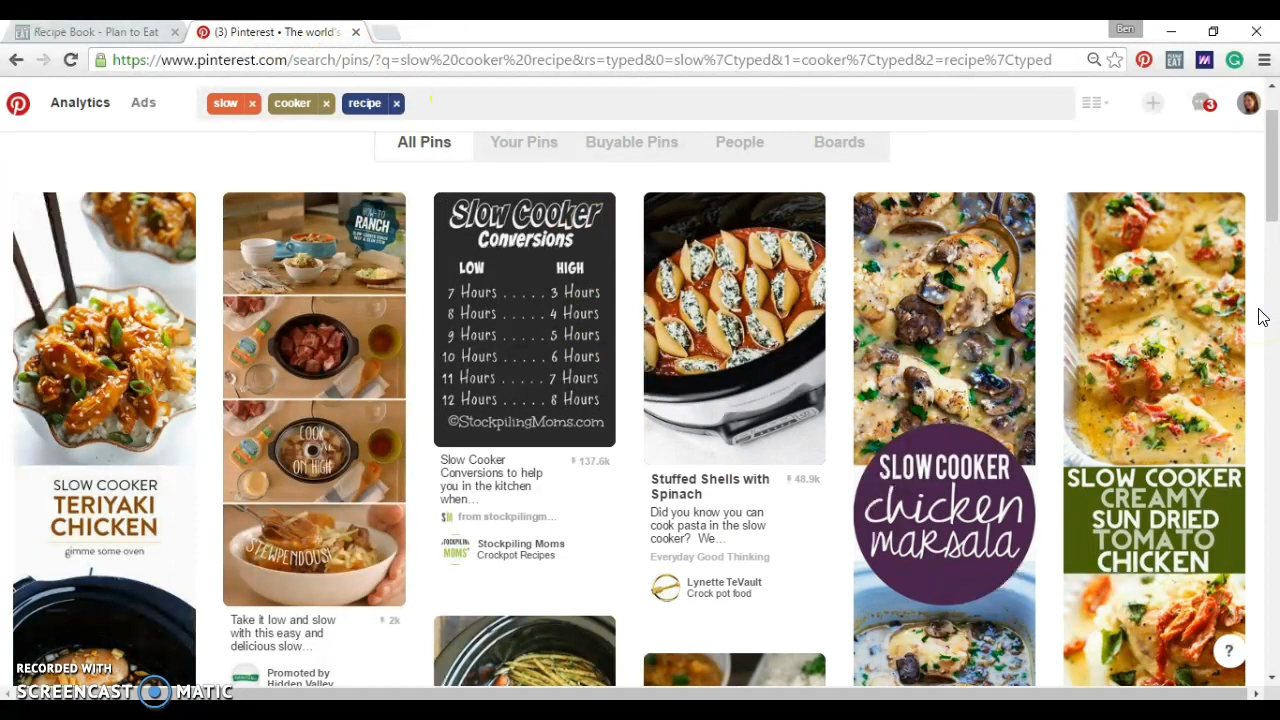 Recipe Book - Plan to Eat
(3) Pinterest • The world's
Ben
https://www.pinterest.com/search/pins/?q=slow%20cooker%20recipe&rs=typed&0=slow%7Ctyped&1=cooker%7Ctyped&2=recipe%7Ctyped
Analytics
Ads
slow
cooker
recipe
3
All Pins
Your Pins
Buyable Pins
People
Boards
SLOW COOKER
TERIYAKI
CHICKEN
gimme some oven
HOW-TO
RANCH
COOK
ON HIGH
STEWPENDOUS!
Take it low and slow
with this easy and
delicious slow...
2k
Promoted by
Hidden Valley
Slow Cooker
Conversions
LOW HIGH
7 Hours . . . . . 3 Hours
8 Hours . . . . . 4 Hours
9 Hours . . . . . 5 Hours
10 Hours . . . . . 6 Hours
11 Hours . . . . . 7 Hours
12 Hours . . . . . 8 Hours
©StockpilingMoms.com
Slow Cooker
Conversions to help
you in the kitchen
when...
137.6k
from stockpilingm...
Stockpiling Moms
Crockpot Recipes
Stuffed Shells with
Spinach
48.9k
Did you know you can
cook pasta in the slow
cooker? We...
Everyday Good Thinking
Lynette TeVault
Crock pot food
SLOW COOKER
chicken
marsala
SLOW COOKER
CREAMY
SUN DRIED
TOMATO
CHICKEN
?
RECORDED WITH
SCREENCAST MATIC